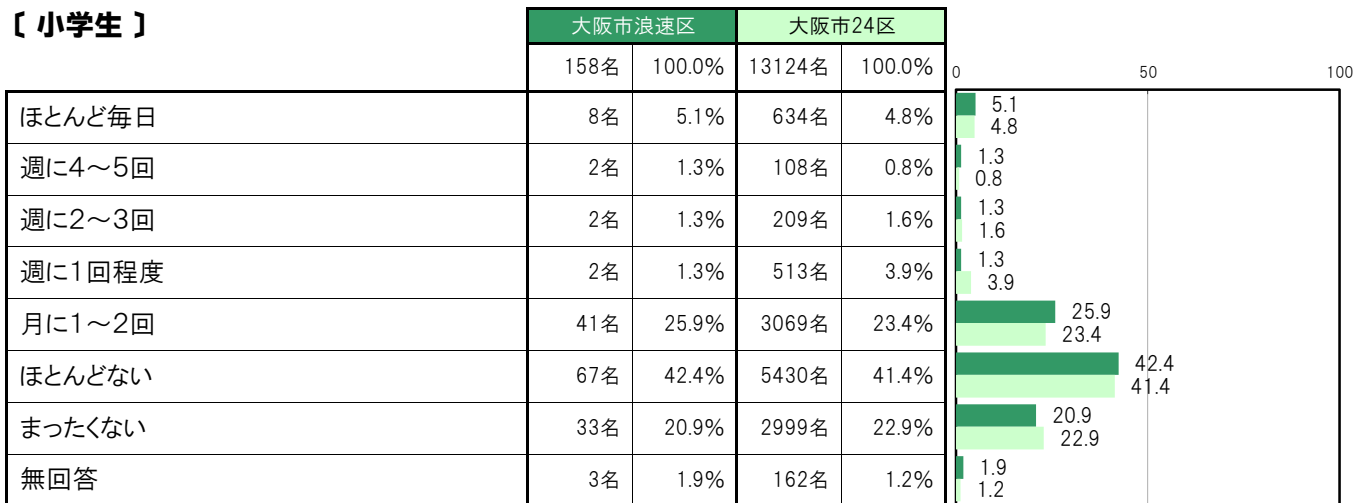 〔 小学生 〕
大阪市浪速区 大阪市24区
158名 100.0% 13124名 100.0% 0 50 100
ほとんど毎日 8名 5.1% 634名 4.8% 5.1 4.8
週に4～5回 2名 1.3% 108名 0.8% 1.3 0.8
週に2～3回 2名 1.3% 209名 1.6% 1.3 1.6
週に1回程度 2名 1.3% 513名 3.9% 1.3 3.9
月に1～2回 41名 25.9% 3069名 23.4% 25.9 23.4
ほとんどない 67名 42.4% 5430名 41.4% 42.4 41.4
まったくない 33名 20.9% 2999名 22.9% 20.9 22.9
無回答 3名 1.9% 162名 1.2% 1.9 1.2